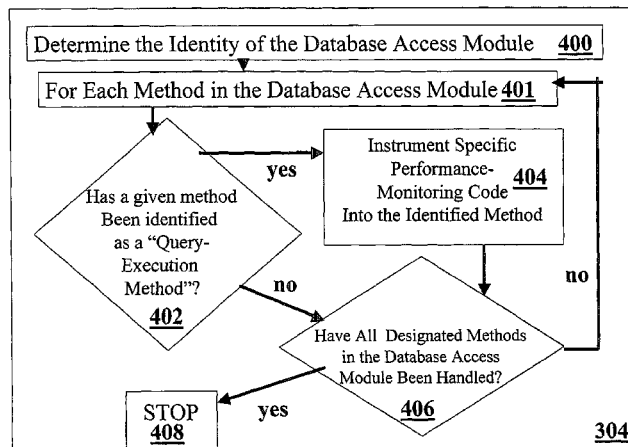 Determine the Identity of the Database Access Module 400
For Each Method in the Database Access Module 401
Has a given method
Been identified
as a "Query-
Execution
Method"?
402
yes
Instrument Specific
Performance-
Monitoring Code 404
Into the Identified Method
no
no
Have All Designated Methods
in the Database Access
Module Been Handled?
406
yes
STOP
408
304